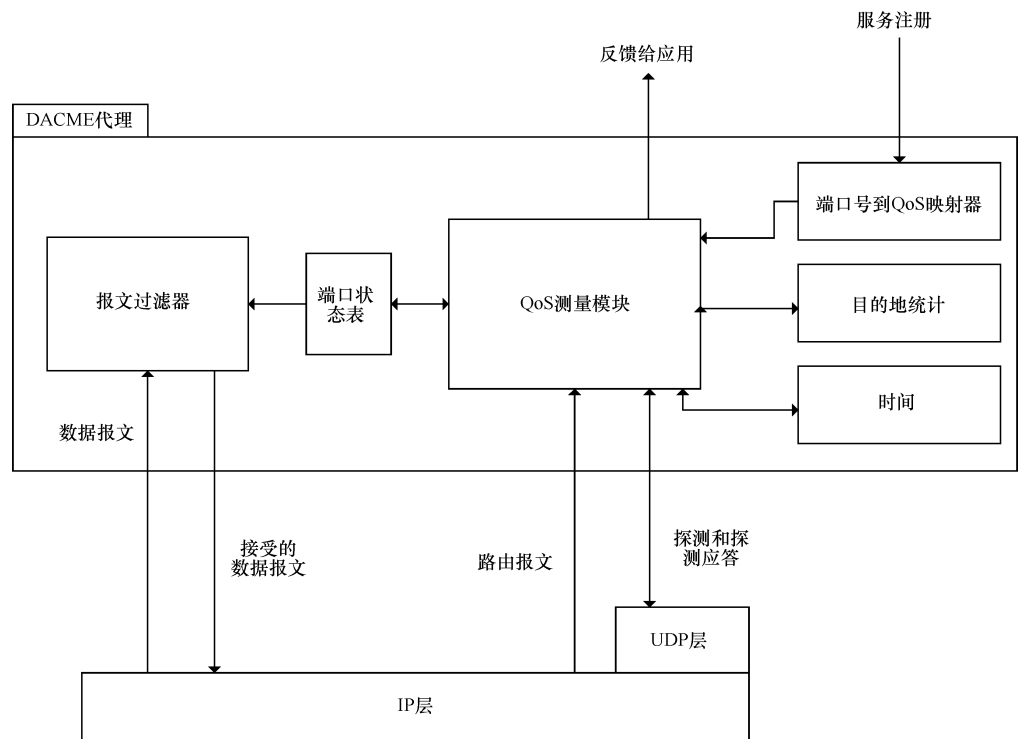 服务注册
反馈给应用
DACME代理
端口号到QoS映射器
报文过滤器
端口状
态表
QoS测量模块
目的地统计
时间
数据报文
接受的
数据报文
路由报文
探测和探
测应答
UDP层
IP层